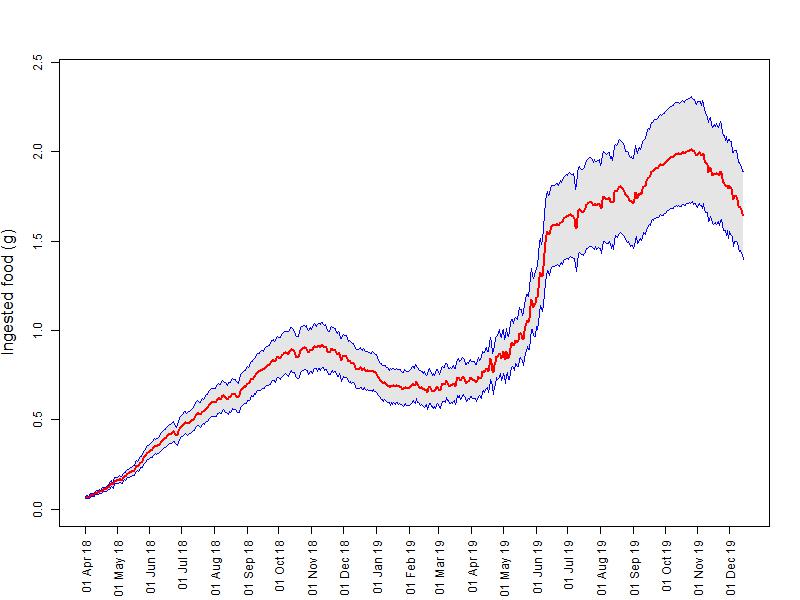 Ingested food (g)
2.5
2.0
1.5
1.0
0.5
0.0
01 Apr 18
01 May 18
01 Jun 18
01 Jul 18
01 Aug 18
01 Sep 18
01 Oct 18
01 Nov 18
01 Dec 18
01 Jan 19
01 Feb 19
01 Mar 19
01 Apr 19
01 May 19
01 Jun 19
01 Jul 19
01 Aug 19
01 Sep 19
01 Oct 19
01 Nov 19
01 Dec 19